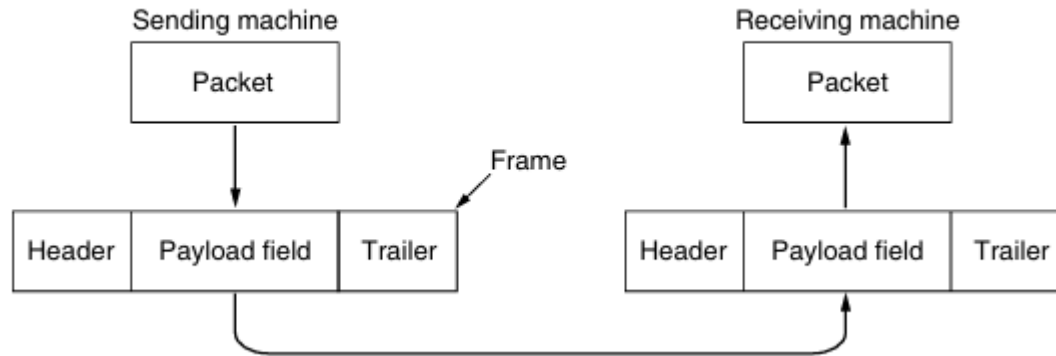 Sending machine
Receiving machine
Packet
Packet
Frame
Header
Payload field
Trailer
Header
Payload field
Trailer